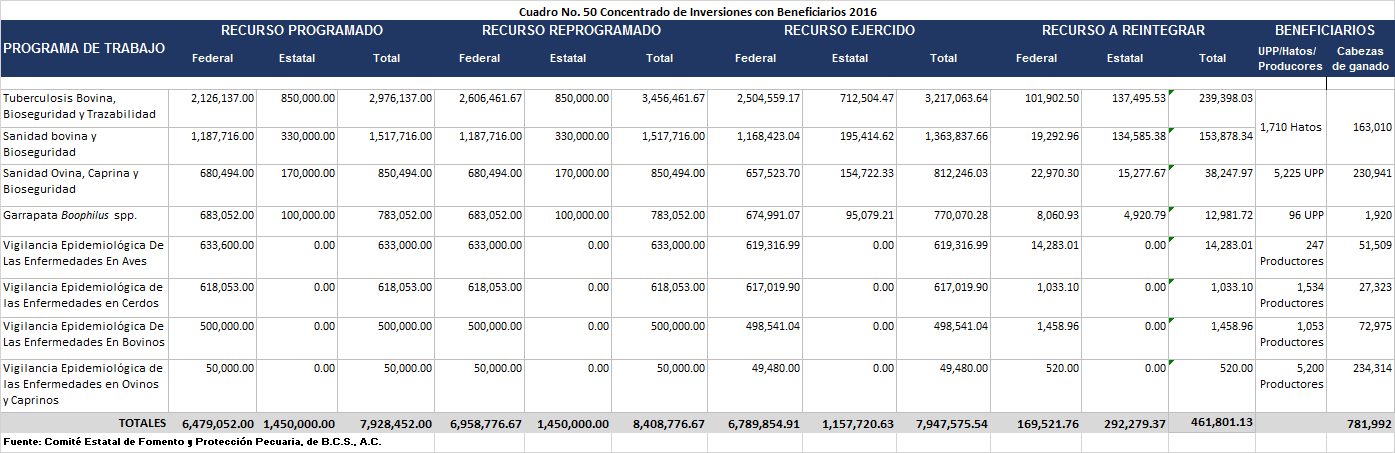 Cuadro No. 50 Concentrado de Inversiones con Beneficiarios 2016
PROGRAMA DE TRABAJO RECURSO PROGRAMADO RECURSO REPROGRAMADO RECURSO EJERCIDO RECURSO A REINTEGRAR BENEFICIARIOS
Federal Estatal Total Federal Estatal Total Federal Estatal Total Federal Estatal Total UPP/Hatos/ Cabezas
Producores de ganado
Tuberculosis Bovina, 2,126,137.00 850,000.00 2,976,137.00 2,606,461.67 850,000.00 3,456,461.67 2,504,559.17 712,504.47 3,217,063.64 101,902.50 137,495.53 239,398.03
Bioseguridad y Trazabilidad
1,710 Hatos 163,010
Sanidad bovina y 1,187,716.00 330,000.00 1,517,716.00 1,187,716.00 330,000.00 1,517,716.00 1,168,423.04 195,414.62 1,363,837.66 19,292.96 134,585.38 153,878.34
Bioseguridad
Sanidad Ovina, Caprina y 680,494.00 170,000.00 850,494.00 680,494.00 170,000.00 850,494.00 657,523.70 154,722.33 812,246.03 22,970.30 15,277.67 38,247.97 5,225 UPP 230,941
Bioseguridad
Garrapata Boophilus spp. 683,052.00 100,000.00 783,052.00 683,052.00 100,000.00 783,052.00 674,991.07 95,079.21 770,070.28 8,060.93 4,920.79 12,981.72 96 UPP 1,920
Vigilancia Epidemiológica De 633,600.00 0.00 633,000.00 633,000.00 0.00 633,000.00 619,316.99 0.00 619,316.99 14,283.01 0.00 14,283.01 247 51,509
Las Enfermedades En Aves Productores
Vigilancia Epidemiológica de 618,053.00 0.00 618,053.00 618,053.00 0.00 618,053.00 617,019.90 0.00 617,019.90 1,033.10 0.00 1,033.10 1,534 27,323
las Enfermedades en Cerdos Productores
Vigilancia Epidemiológica De 500,000.00 0.00 500,000.00 500,000.00 0.00 500,000.00 498,541.04 0.00 498,541.04 1,458.96 0.00 1,458.96 1,053 72,975
Las Enfermedades En Bovinos Productores
Vigilancia Epidemiológica de 50,000.00 0.00 50,000.00 50,000.00 0.00 50,000.00 49,480.00 0.00 49,480.00 520.00 0.00 520.00 5,200 234,314
las Enfermedades en Ovinos Productores
y Caprinos
TOTALES 6,479,052.00 1,450,000.00 7,928,452.00 6,958,776.67 1,450,000.00 8,408,776.67 6,789,854.91 1,157,720.63 7,947,575.54 169,521.76 292,279.37 461,801.13 781,992
Fuente: Comité Estatal de Fomento y Protección Pecuaria, de B.C.S., A.C.